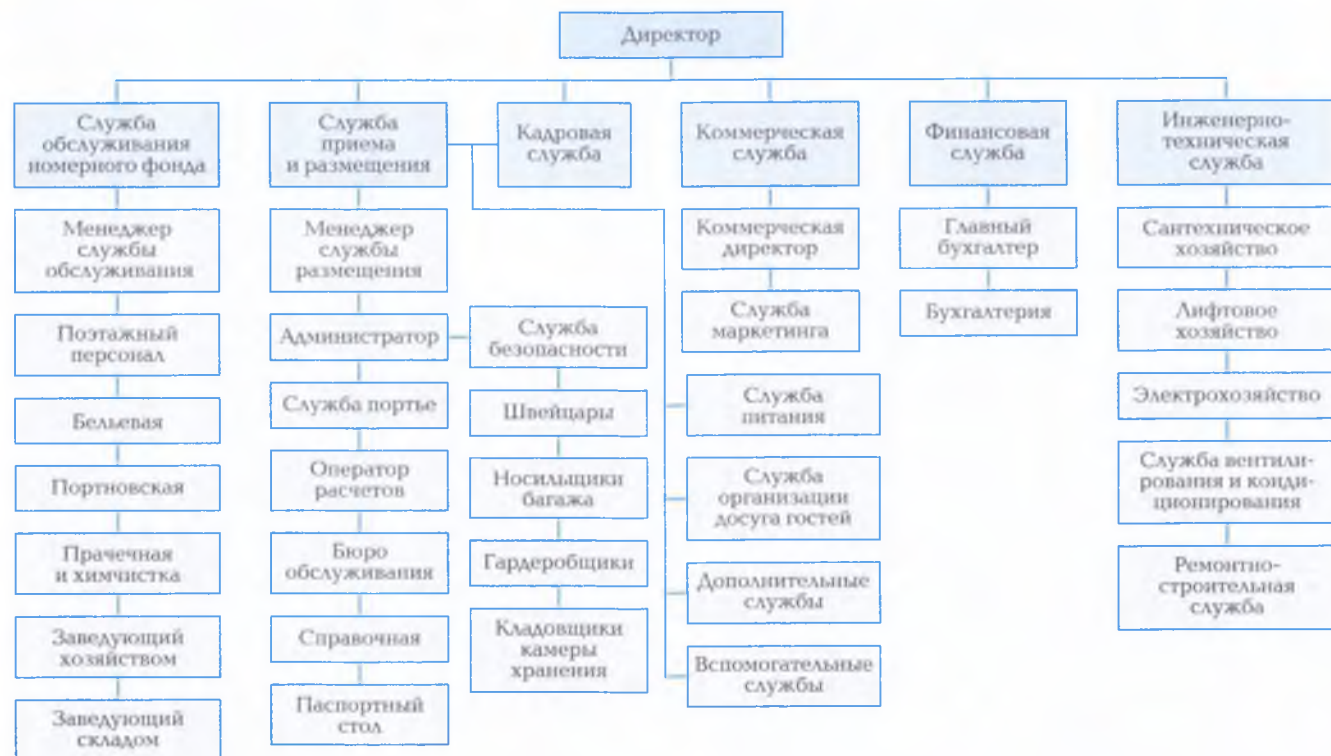 Директор
Служба
обслуживания
номерного фонда
Менеджер
службы
обслуживания
Поэтажный
персонал
Бельевая
Портновская
Прачечная
и химчистка
Заведующий
хозяйством
Заведующий
складом
Служба
приема
и размещения
Менеджер
службы
размещения
Администратор
Служба портье
Оператор
расчетов
Бюро
обслуживания
Справочная
Паспортный
стол
Кадровая
служба
Служба
безопасности
Швейцары
Носильщики
багажа
Гардеробщики
Кладовщики
камеры
хранения
Коммерческая
служба
Коммерческая
директор
Служба
маркетинга
Служба
питания
Служба
организации
досуга гостей
Дополнительные
службы
Вспомогательные
службы
Финансовая
служба
Главный
бухгалтер
Бухгалтерия
Инженерно-
техническая
служба
Сантехническое
хозяйство
Лифтовое
хозяйство
Электрохозяйство
Служба вентили-
рования и конди-
ционирования
Ремонтно-
строительная
служба